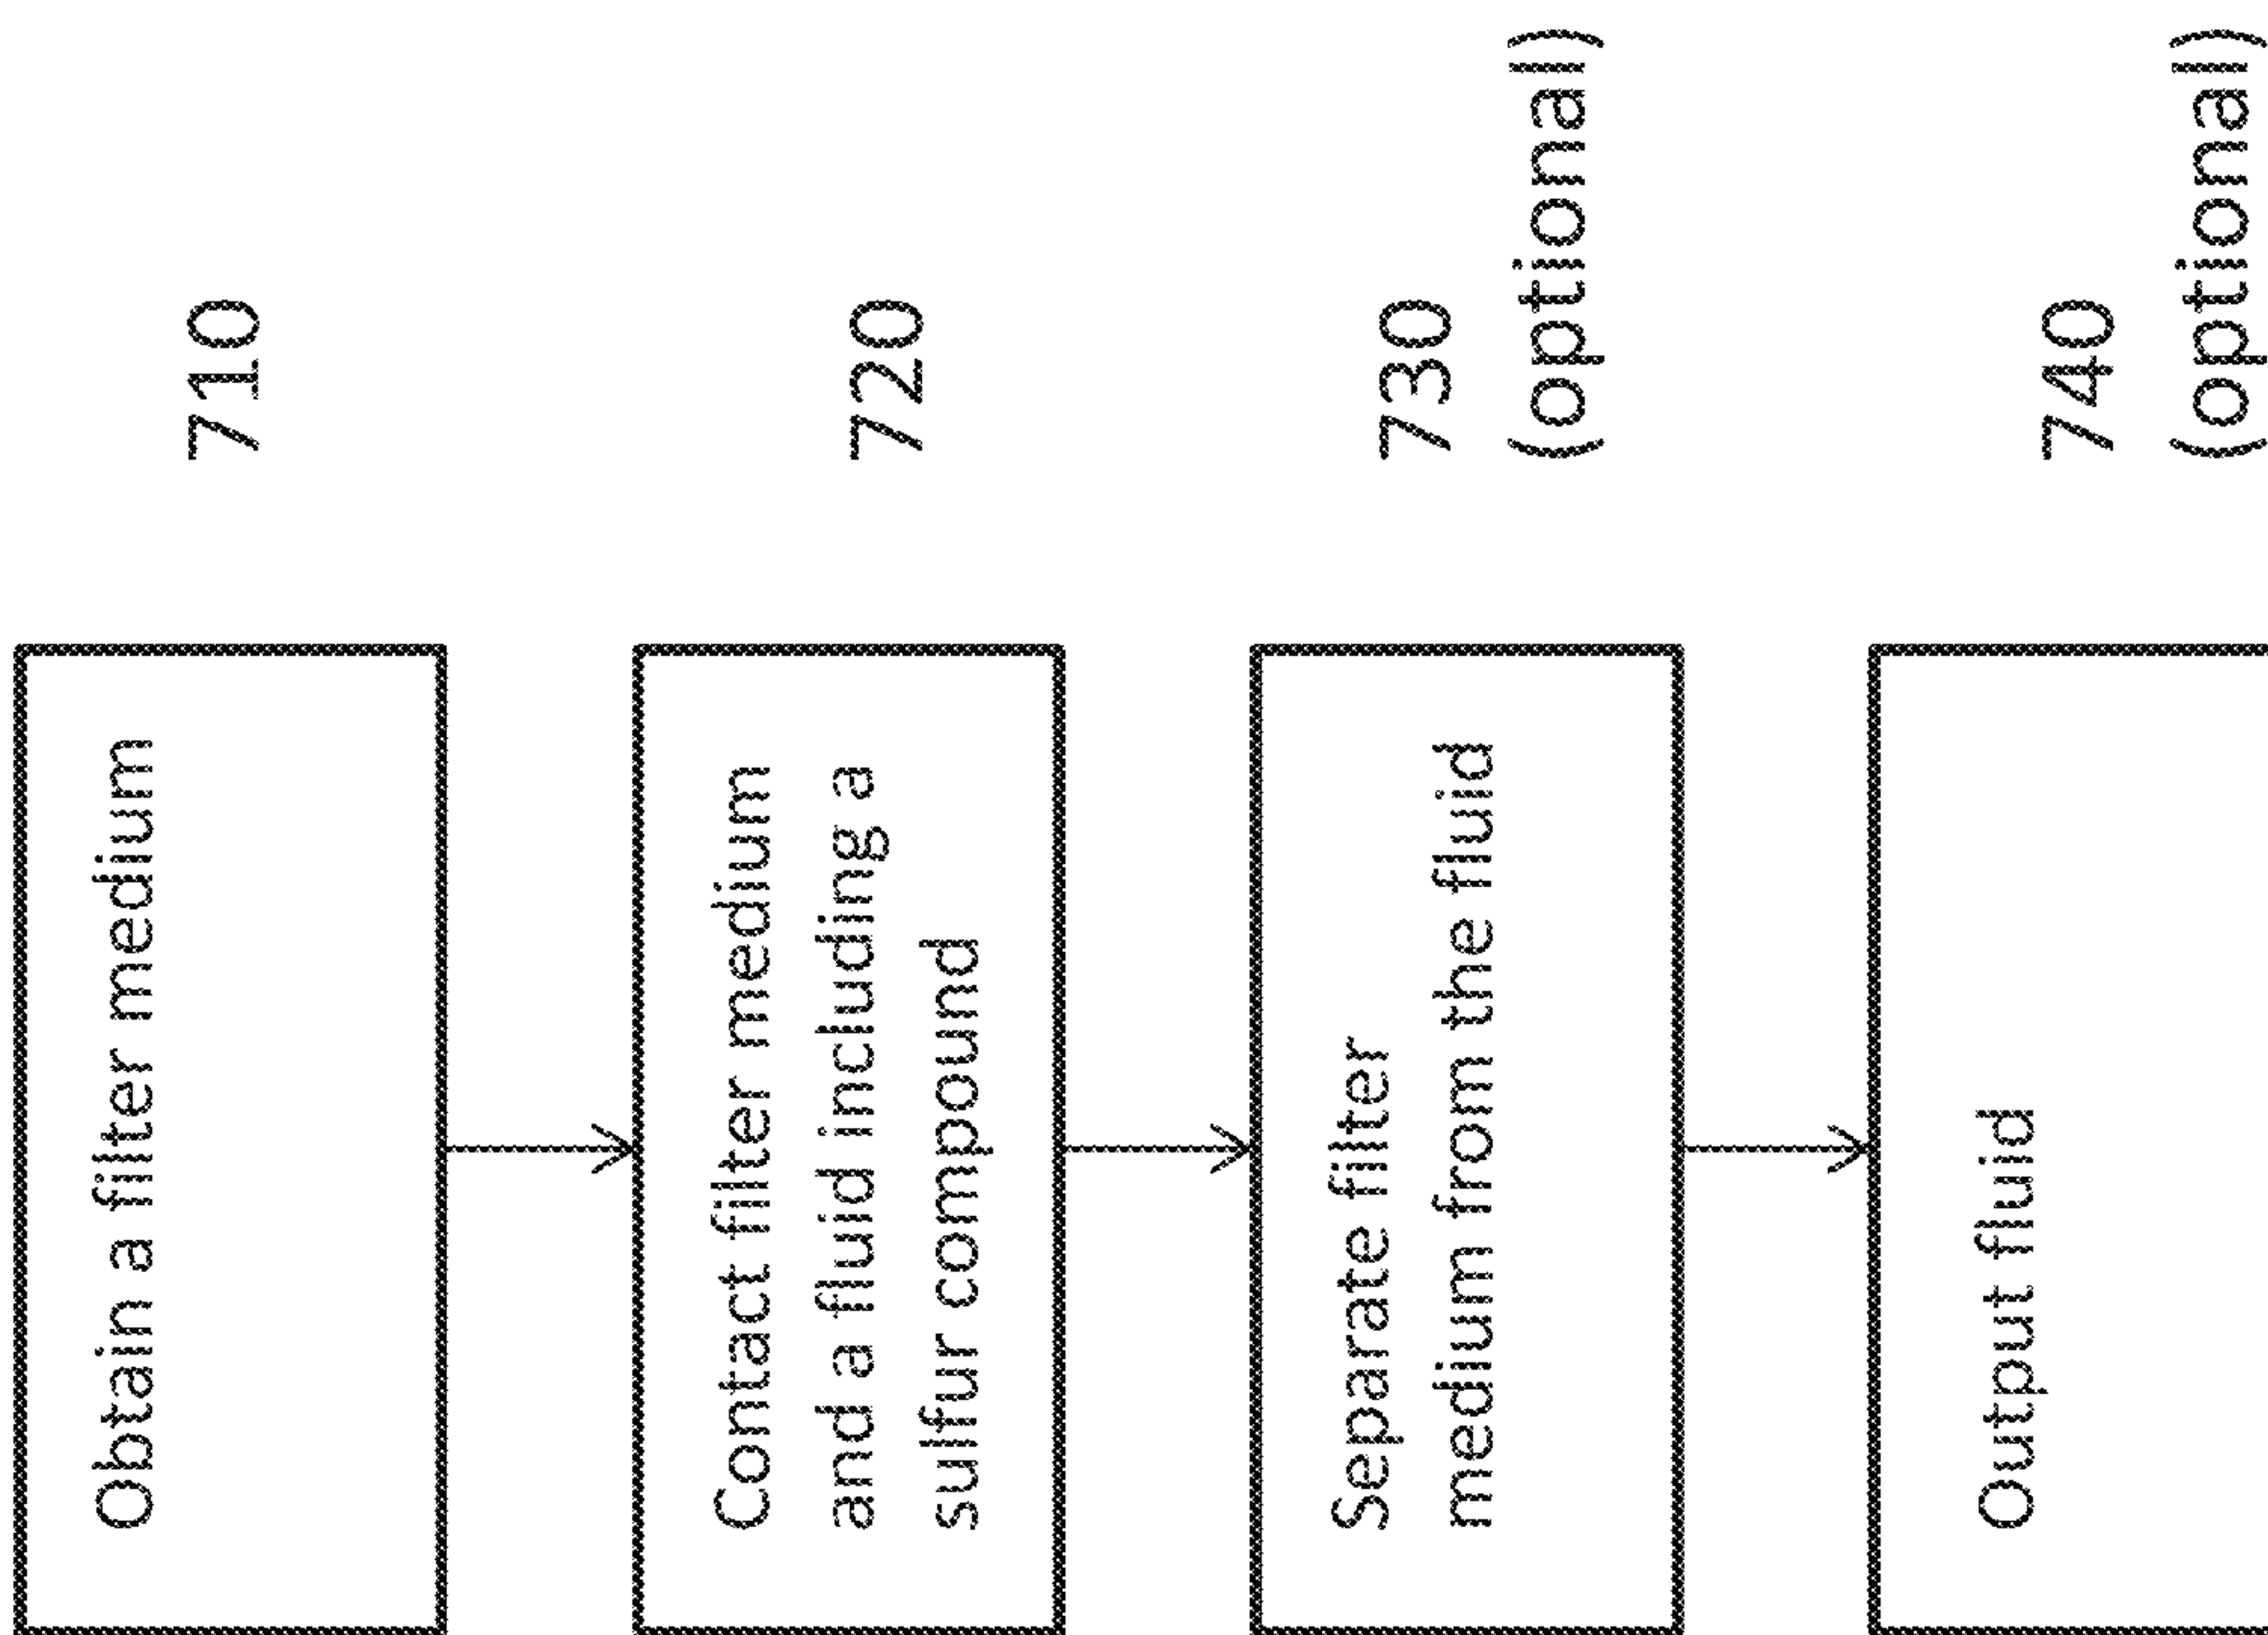 Obtain a filter medium
710
Contact filter medium
and a fluid including a
sulfur compound
720
Separate filter
medium from the fluid
730
(optional)
Output fluid
740
(optional)